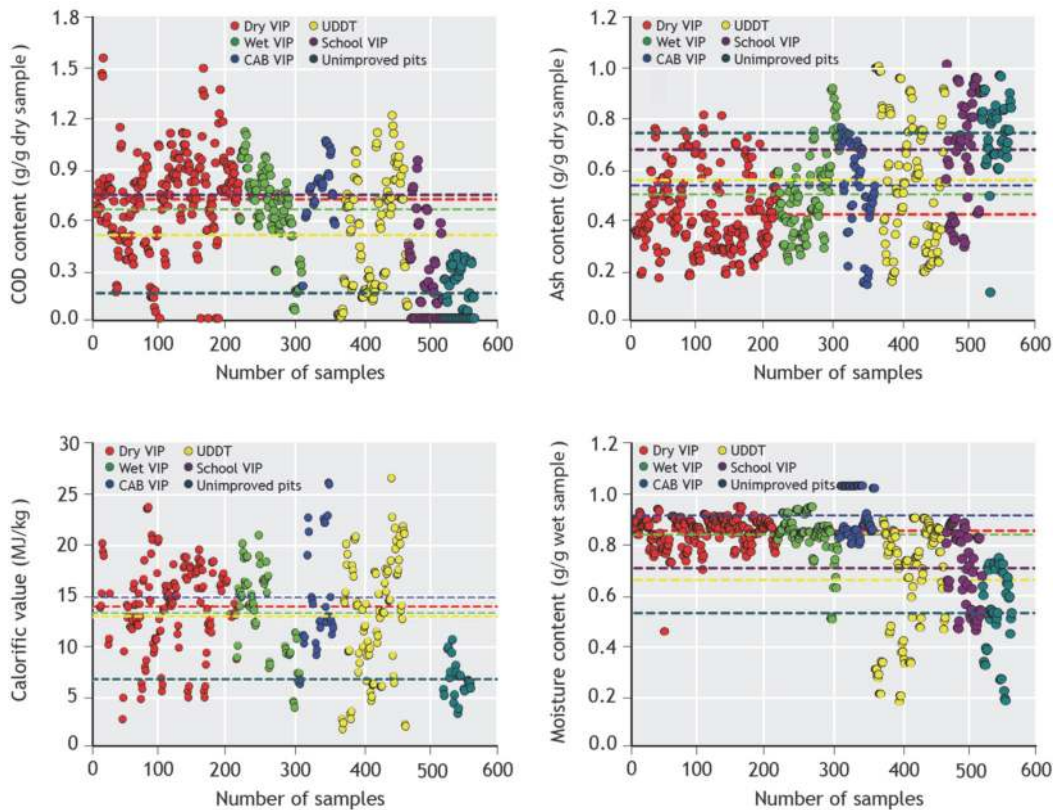 COD content (g/g dry sample)
1.8
1.5
1.2
0.9
0.6
0.3
0.0
Dry VIP
Wet VIP
CAB VIP
UDDT
School VIP
Unimproved pits
0 100 200 300 400 500 600
Number of samples
Ash content (g/g dry sample)
1.2
1.0
0.8
0.6
0.4
0.2
0.0
Dry VIP
Wet VIP
CAB VIP
UDDT
School VIP
Unimproved pits
0 100 200 300 400 500 600
Number of samples
Calorific value (MJ/kg)
30
25
20
15
10
5
0
Dry VIP
Wet VIP
CAB VIP
UDDT
School VIP
Unimproved pits
0 100 200 300 400 500 600
Number of samples
Moisture content (g/g wet sample)
1.2
1.0
0.8
0.6
0.4
0.2
0.0
Dry VIP
Wet VIP
CAB VIP
UDDT
School VIP
Unimproved pits
0 100 200 300 400 500 600
Number of samples